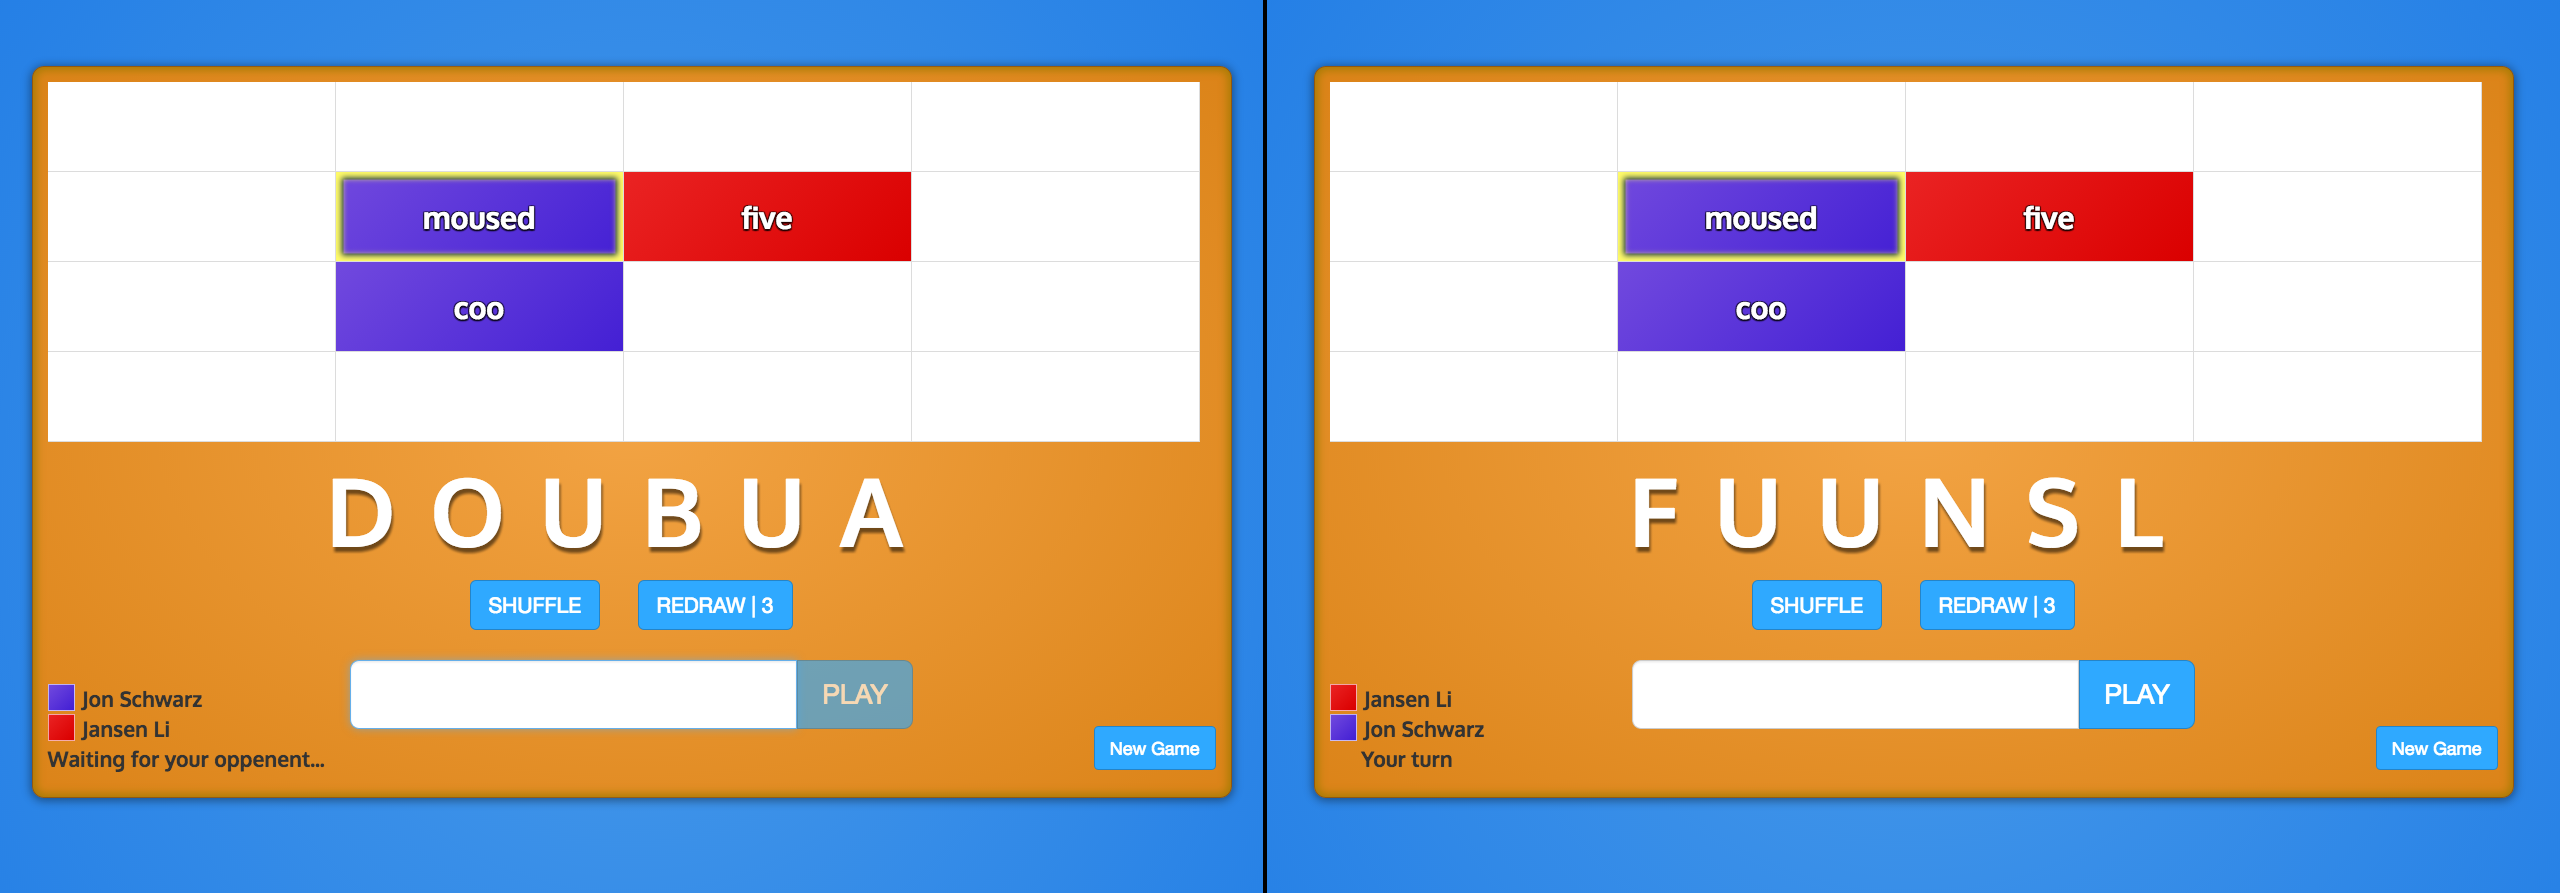 moused five
coo
D O U B U A
SHUFFLE REDRAW | 3
PLAY
Jon Schwarz
Jansen Li
Waiting for your oppenent...
New Game
moused five
coo
F U U N S L
SHUFFLE REDRAW | 3
PLAY
Jansen Li
Jon Schwarz
Your turn
New Game